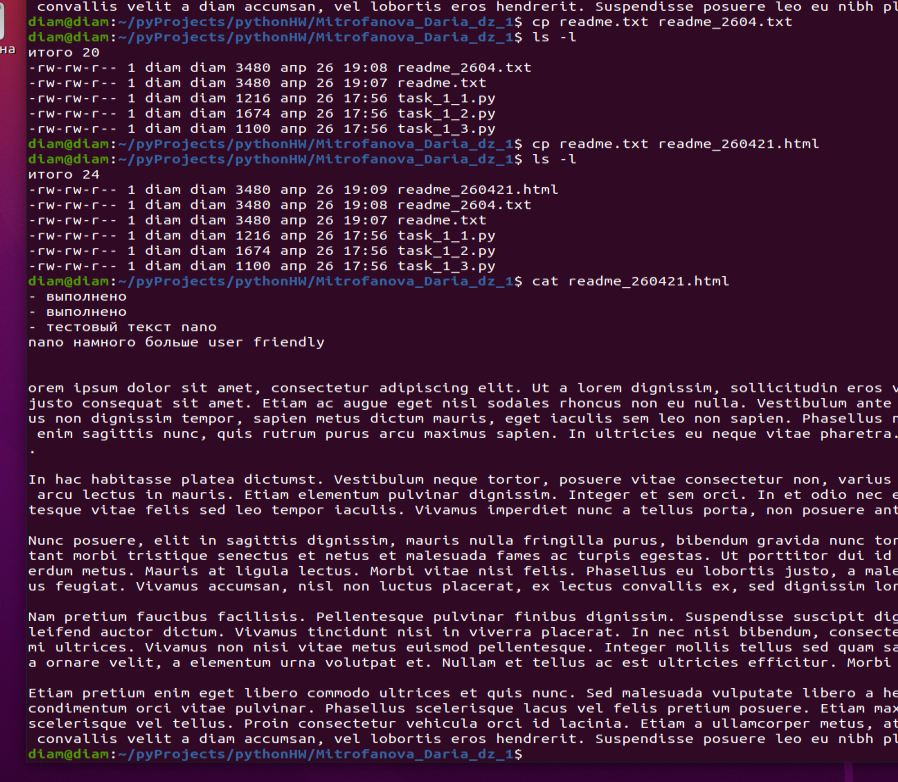 convallis velit a diam accumsan, vel lobortis eros hendrerit. Suspendisse posuere leo eu nibh
diam@diam:~/pyProjects/pythonHW/Mitrofanova_Daria_dz_1$ cp readme.txt readme_2604.txt
diam@diam:~/pyProjects/pythonHW/Mitrofanova_Daria_dz_1$ ls -l
итого 20
-rw-rw-r-- 1 diam diam 3480 апр 26 19:08 readme_2604.txt
-rw-rw-r-- 1 diam diam 3480 апр 26 19:07 readme.txt
-rw-rw-r-- 1 diam diam 1216 апр 26 17:56 task_1_1.py
-rw-rw-r-- 1 diam diam 1674 апр 26 17:56 task_1_2.py
-rw-rw-r-- 1 diam diam 1100 апр 26 17:56 task_1_3.py
diam@diam:~/pyProjects/pythonHW/Mitrofanova_Daria_dz_1$ cp readme.txt readme_260421.html
diam@diam:~/pyProjects/pythonHW/Mitrofanova_Daria_dz_1$ ls -l
итого 24
-rw-rw-r-- 1 diam diam 3480 апр 26 19:09 readme_260421.html
-rw-rw-r-- 1 diam diam 3480 апр 26 19:08 readme_2604.txt
-rw-rw-r-- 1 diam diam 3480 апр 26 19:07 readme.txt
-rw-rw-r-- 1 diam diam 1216 апр 26 17:56 task_1_1.py
-rw-rw-r-- 1 diam diam 1674 апр 26 17:56 task_1_2.py
-rw-rw-r-- 1 diam diam 1100 апр 26 17:56 task_1_3.py
diam@diam:~/pyProjects/pythonHW/Mitrofanova_Daria_dz_1$ cat readme_260421.html
- выполнено
- выполнено
- тестовый текст nano
nano намного больше user friendly
orem ipsum dolor sit amet, consectetur adipiscing elit. Ut a lorem dignissim, sollicitudin eros
justo consequat sit amet. Etiam ac augue eget nisl sodales rhoncus non eu nulla. Vestibulum ante
us non dignissim tempor, sapien metus dictum mauris, eget iaculis sem leo non sapien. Phasellus
enim sagittis nunc, quis rutrum purus arcu maximus sapien. In ultricies eu neque vitae pharetra.
.
In hac habitasse platea dictumst. Vestibulum neque tortor, posuere vitae consectetur non, varius
arcu lectus in mauris. Etiam elementum pulvinar dignissim. Integer et sem orci. In et odio nec
tesque vitae felis sed leo tempor iaculis. Vivamus imperdiet nunc a tellus porta, non posuere ant
Nunc posuere, elit in sagittis dignissim, mauris nulla fringilla purus, bibendum gravida nunc tor
tant morbi tristique senectus et netus et malesuada fames ac turpis egestas. Ut porttitor dui id
erdum metus. Mauris at ligula lectus. Morbi vitae nisi felis. Phasellus eu lobortis justo, a male
us feugiat. Vivamus accumsan, nisl non luctus placerat, ex lectus convallis ex, sed dignissim lor
Nam pretium faucibus facilisis. Pellentesque pulvinar finibus dignissim. Suspendisse suscipit dig
leifend auctor dictum. Vivamus tincidunt nisi in viverra placerat. In nec nisi bibendum, consecte
mi ultrices. Vivamus non nisi vitae metus euismod pellentesque. Integer mollis tellus sed quam sa
a ornare velit, a elementum urna volutpat et. Nullam et tellus ac est ultricies efficitur. Morbi
Etiam pretium enim eget libero commodo ultrices et quis nunc. Sed malesuada vulputate libero a he
condimentum orci vitae pulvinar. Phasellus scelerisque lacus vel felis pretium posuere. Etiam max
scelerisque vel tellus. Proin consectetur vehicula orci id lacinia. Etiam a ullamcorper metus, at
convallis velit a diam accumsan, vel lobortis eros hendrerit. Suspendisse posuere leo eu nibh pl
diam@diam:~/pyProjects/pythonHW/Mitrofanova_Daria_dz_1$
на